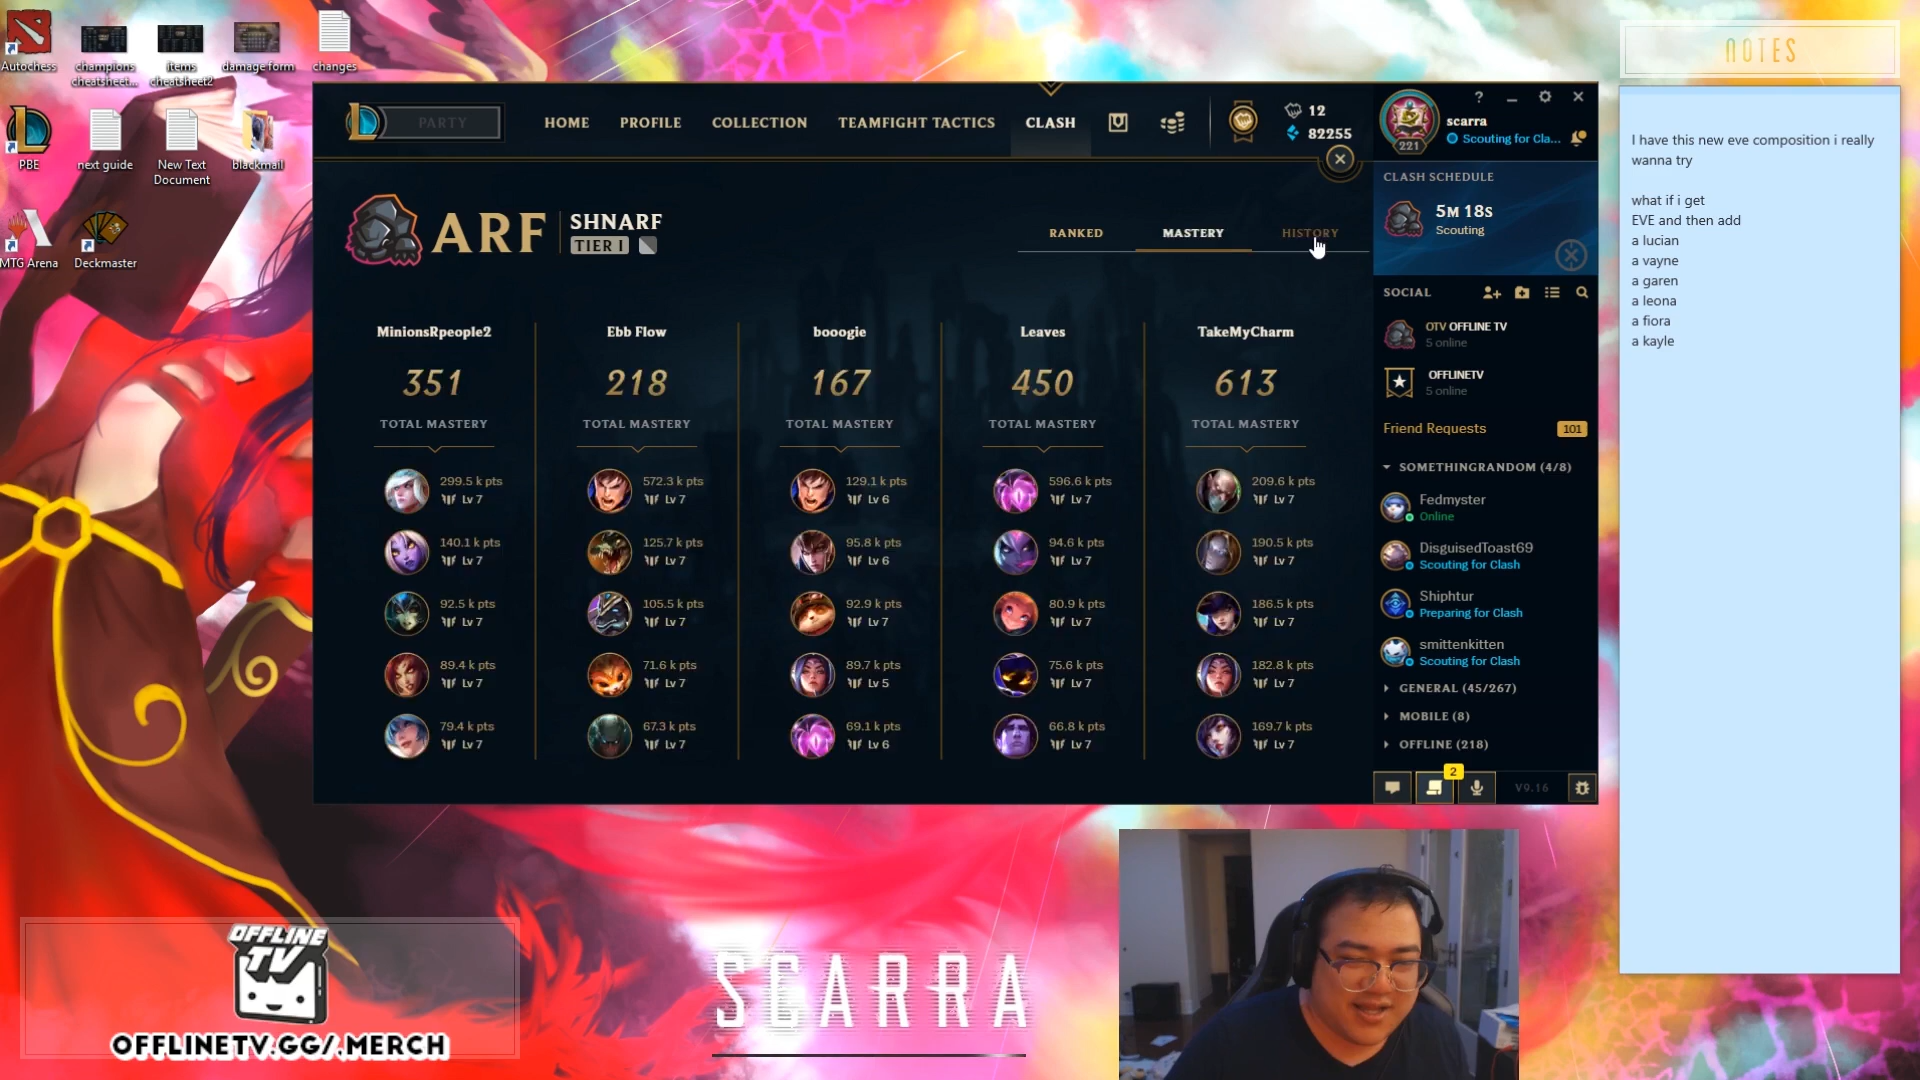 Autochess
champions cheatsheet...
items cheatsheet2
damage form
changes
PBE
next guide
New Text Document
blackmail
MTG Arena
Deckmaster
PARTY
HOME
PROFILE
COLLECTION
TEAMFIGHT TACTICS
CLASH
12
82255
221
scarra
Scouting for Cla...
ARF
SHNARF
TIER I
RANKED
MASTERY
HISTORY
MinionsRpeople2
351
TOTAL MASTERY
299.5 k pts
Lv 7
140.1 k pts
Lv 7
92.5 k pts
Lv 7
89.4 k pts
Lv 7
79.4 k pts
Lv 7
Ebb Flow
218
TOTAL MASTERY
572.3 k pts
Lv 7
125.7 k pts
Lv 7
105.5 k pts
Lv 7
71.6 k pts
Lv 7
67.3 k pts
Lv 7
booogie
167
TOTAL MASTERY
129.1 k pts
Lv 6
95.8 k pts
Lv 6
92.9 k pts
Lv 7
89.7 k pts
Lv 5
69.1 k pts
Lv 6
Leaves
450
TOTAL MASTERY
596.6 k pts
Lv 7
94.6 k pts
Lv 7
80.9 k pts
Lv 7
75.6 k pts
Lv 7
66.8 k pts
Lv 7
TakeMyCharm
613
TOTAL MASTERY
209.6 k pts
Lv 7
190.5 k pts
Lv 7
186.5 k pts
Lv 7
182.8 k pts
Lv 7
169.7 k pts
Lv 7
CLASH SCHEDULE
5M 18S
Scouting
SOCIAL
OTV OFFLINE TV
5 online
OFFLINETV
5 online
Friend Requests
101
SOMETHINGRANDOM (4/8)
Fedmyster
Online
DisguisedToast69
Scouting for Clash
Shiphtur
Preparing for Clash
smittenkitten
Scouting for Clash
GENERAL (45/267)
MOBILE (8)
OFFLINE (218)
2
V9.16
NOTES
I have this new eve composition i really
wanna try
what if i get
EVE and then add
a lucian
a vayne
a garen
a leona
a fiora
a kayle
OFFLINE
TV
OFFLINETV.GG/.MERCH
SCARRA